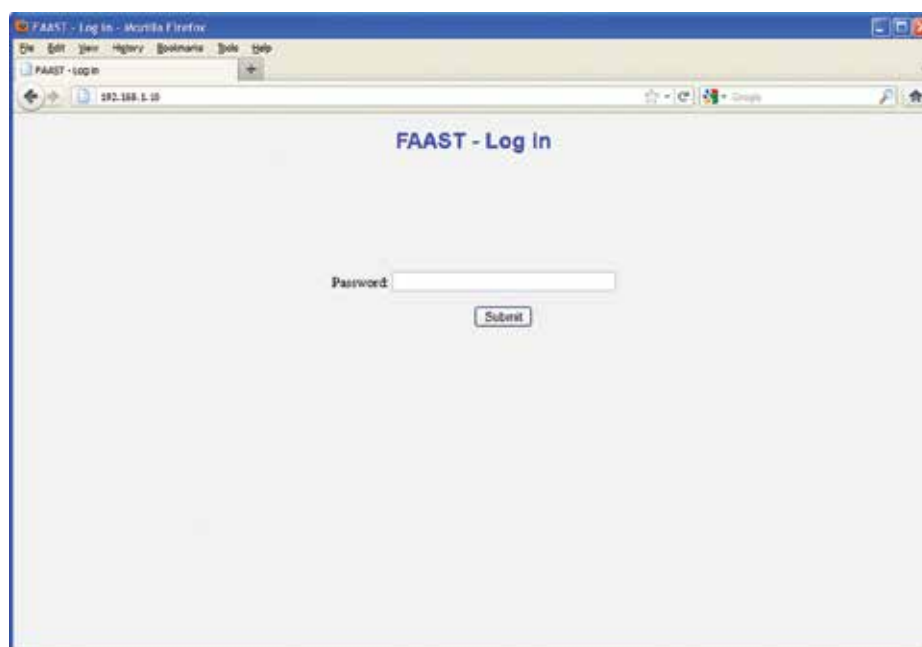 FAAST - Log in - Mozilla Firefox
File Edit View History Bookmarks Tools Help
FAAST - Log in
192.168.1.10
Google
FAAST - Log in
Password:
Submit